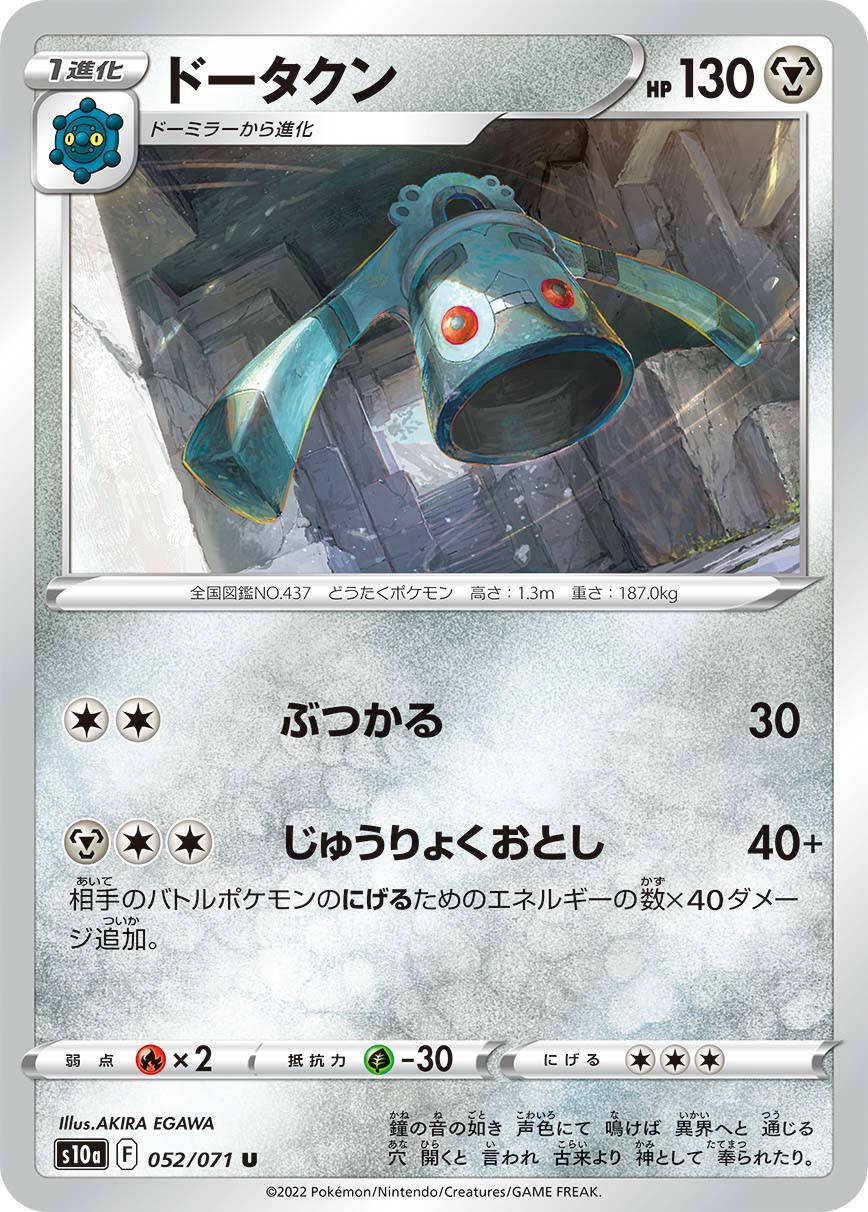 1進化
ドータクン
HP 130
ドーミラーから進化
全国図鑑NO.437 どうたくポケモン 高さ：1.3m 重さ：187.0kg
ぶつかる 30
じゅうりょくおとし 40+
相手のバトルポケモンのにげるためのエネルギーの数×40ダメー
ジ追加。
弱点 ×2 抵抗力 -30 にげる
Illus.AKIRA EGAWA
鐘の音の如き 声色にて 鳴けば 異界へと 通じる
穴 開くと 言われ 古来より 神として 奉られたり。
s10a F 052/071 U
©2022 Pokémon/Nintendo/Creatures/GAME FREAK.